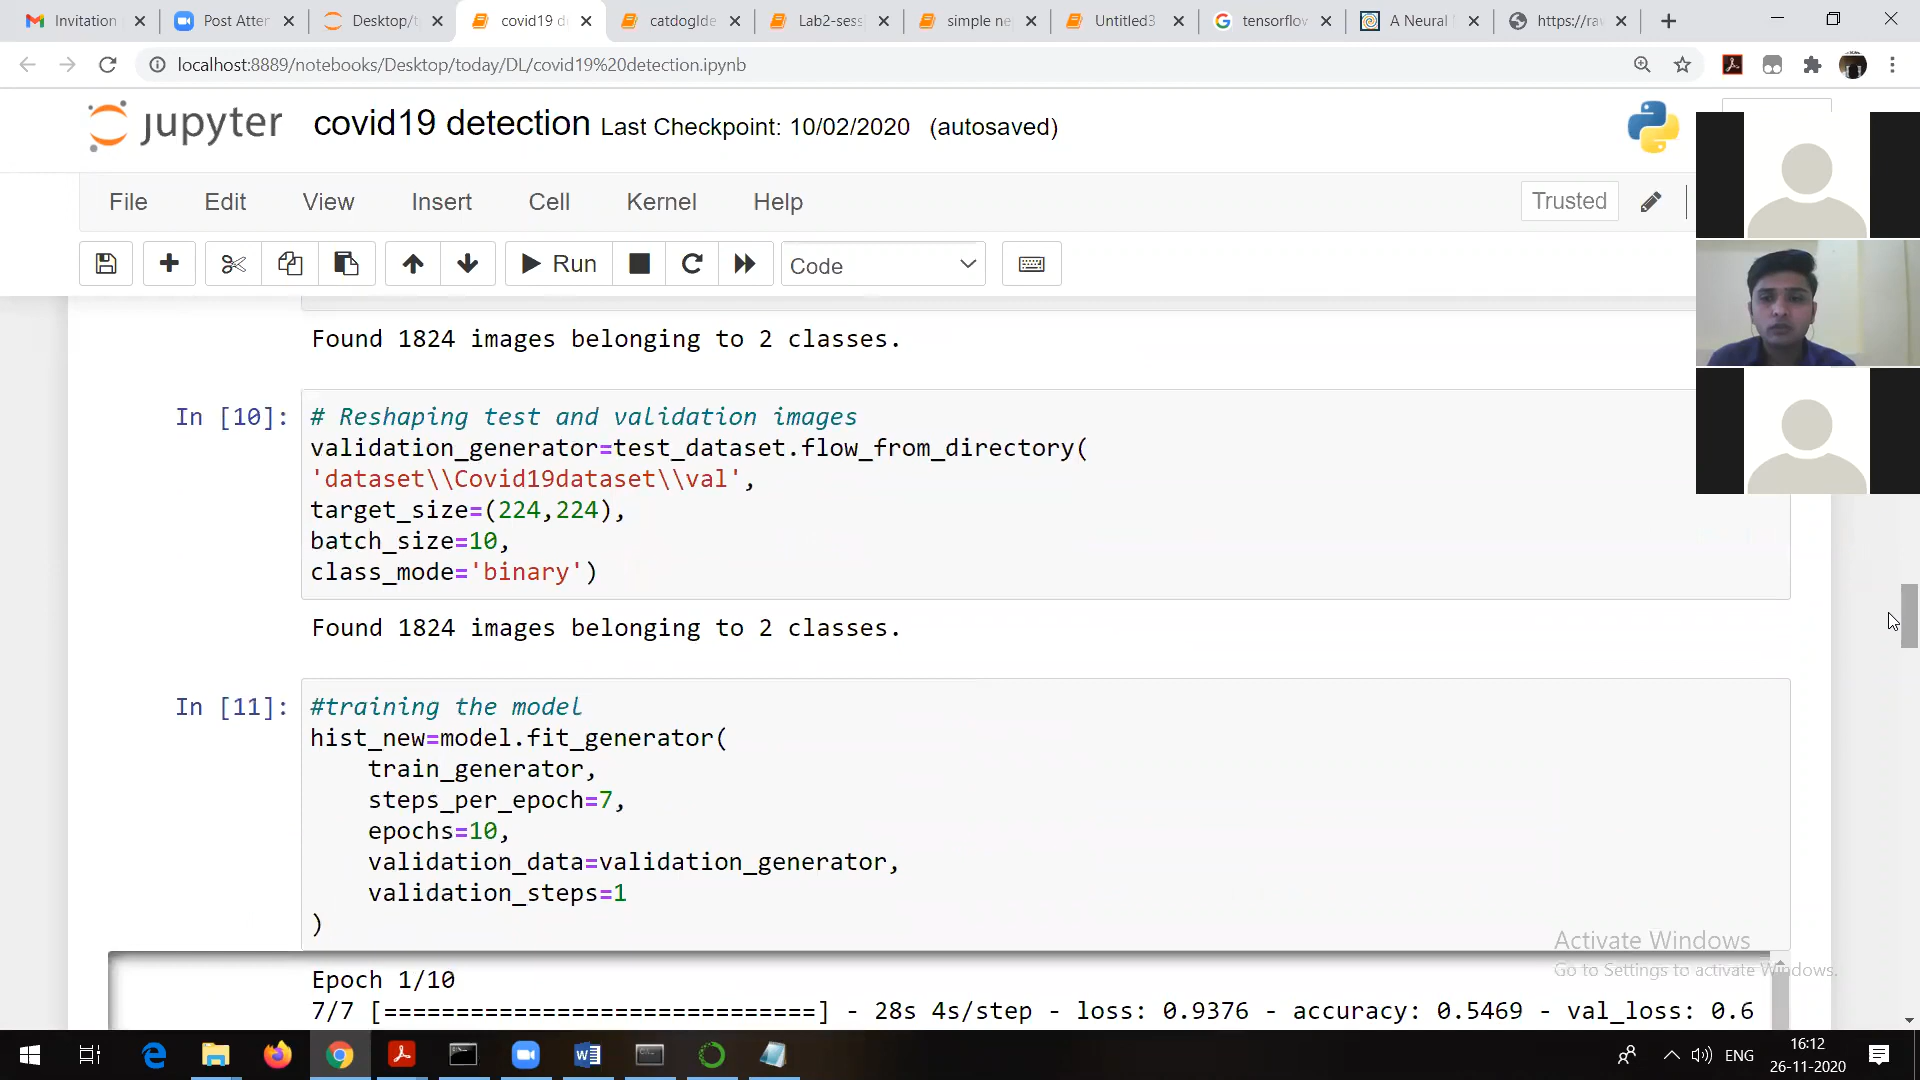 Invitation
Post Atter
Desktop/t
covid19 d
catdogIde
Lab2-sess
simple ne
Untitled3
tensorflov
A Neural
https://ra
localhost:8889/notebooks/Desktop/today/DL/covid19%20detection.ipynb
jupyter covid19 detection Last Checkpoint: 10/02/2020 (autosaved)
File Edit View Insert Cell Kernel Help
Trusted
Run
Code
Found 1824 images belonging to 2 classes.
In [10]: # Reshaping test and validation images
validation_generator=test_dataset.flow_from_directory(
'dataset\\Covid19dataset\\val',
target_size=(224,224),
batch_size=10,
class_mode='binary')
Found 1824 images belonging to 2 classes.
In [11]: #training the model
hist_new=model.fit_generator(
train_generator,
steps_per_epoch=7,
epochs=10,
validation_data=validation_generator,
validation_steps=1
)
Activate Windows
Go to Settings to activate Windows.
Epoch 1/10
7/7 [==============================] - 28s 4s/step - loss: 0.9376 - accuracy: 0.5469 - val_loss: 0.6
ENG
16:12
26-11-2020